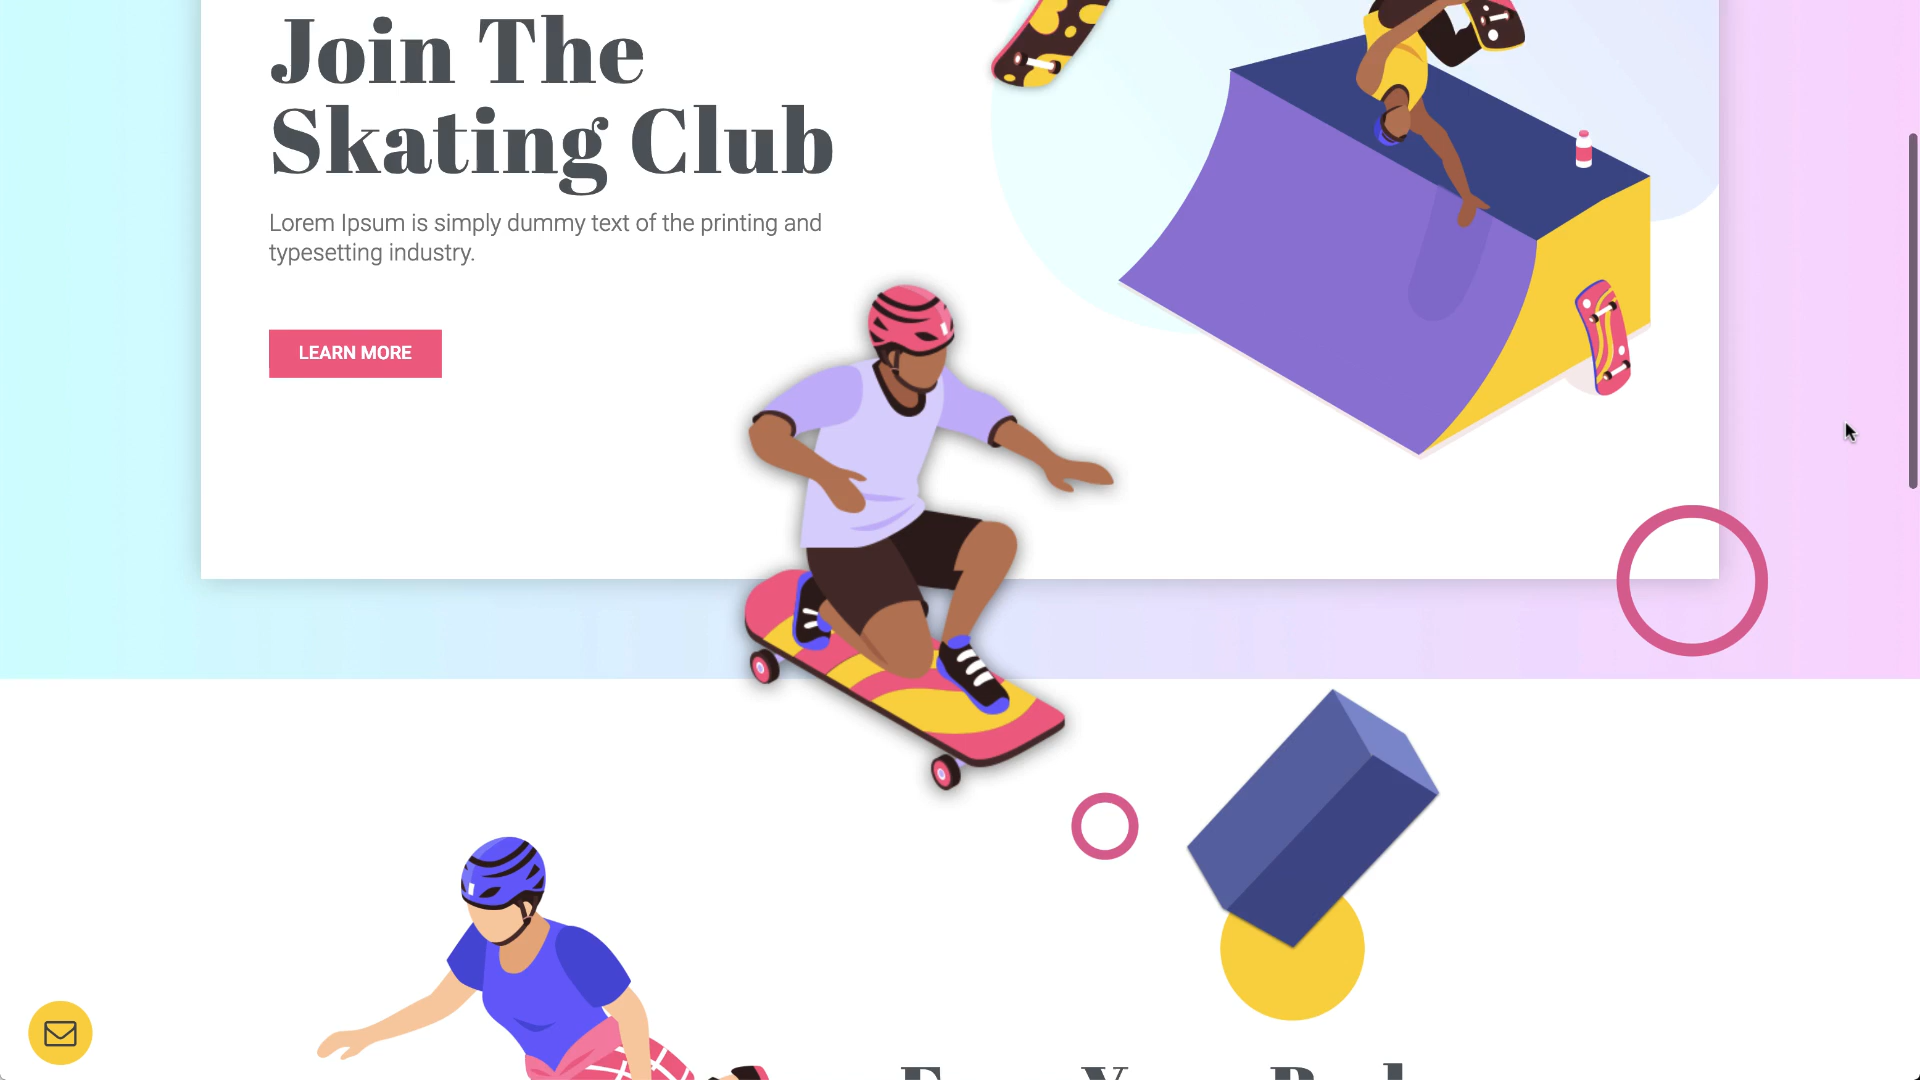 Join The
Skating Club
Lorem Ipsum is simply dummy text of the printing and
typesetting industry.
LEARN MORE